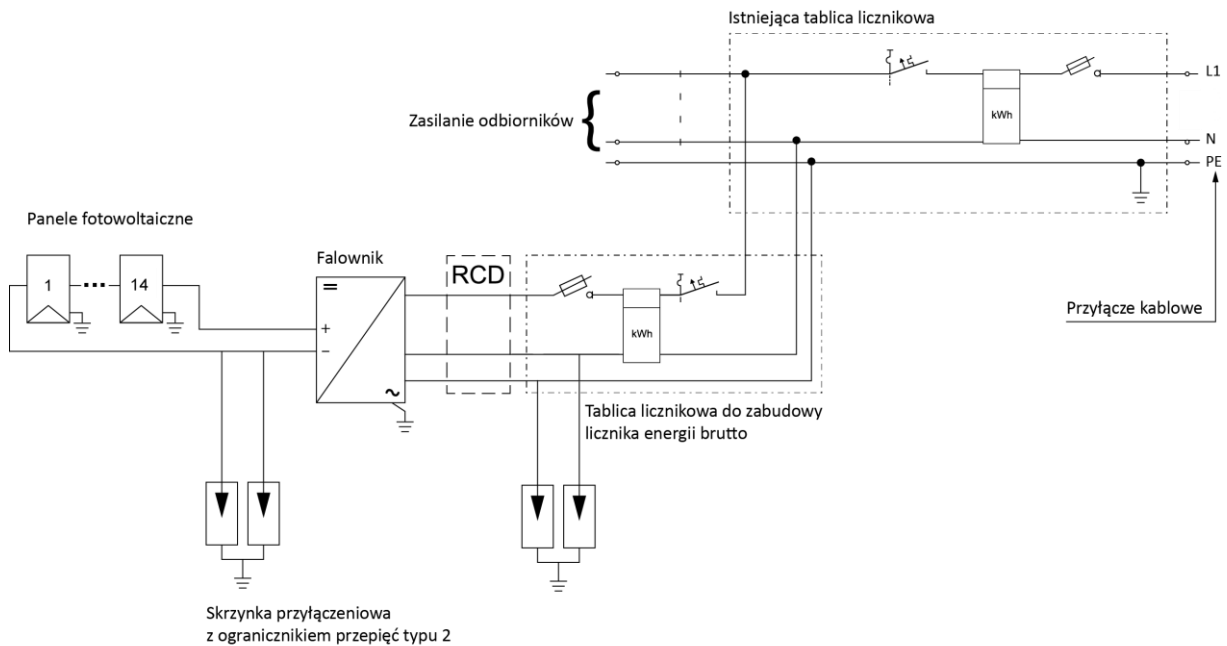 Istniejąca tablica licznikowa
L1
kWh
Zasilanie odbiorników
N
PE
Panele fotowoltaiczne
Falownik
RCD
1
14
Przyłącze kablowe
kWh
Tablica licznikowa do zabudowy
licznika energii brutto
Skrzynka przyłączeniowa
z ogranicznikiem przepięć typu 2